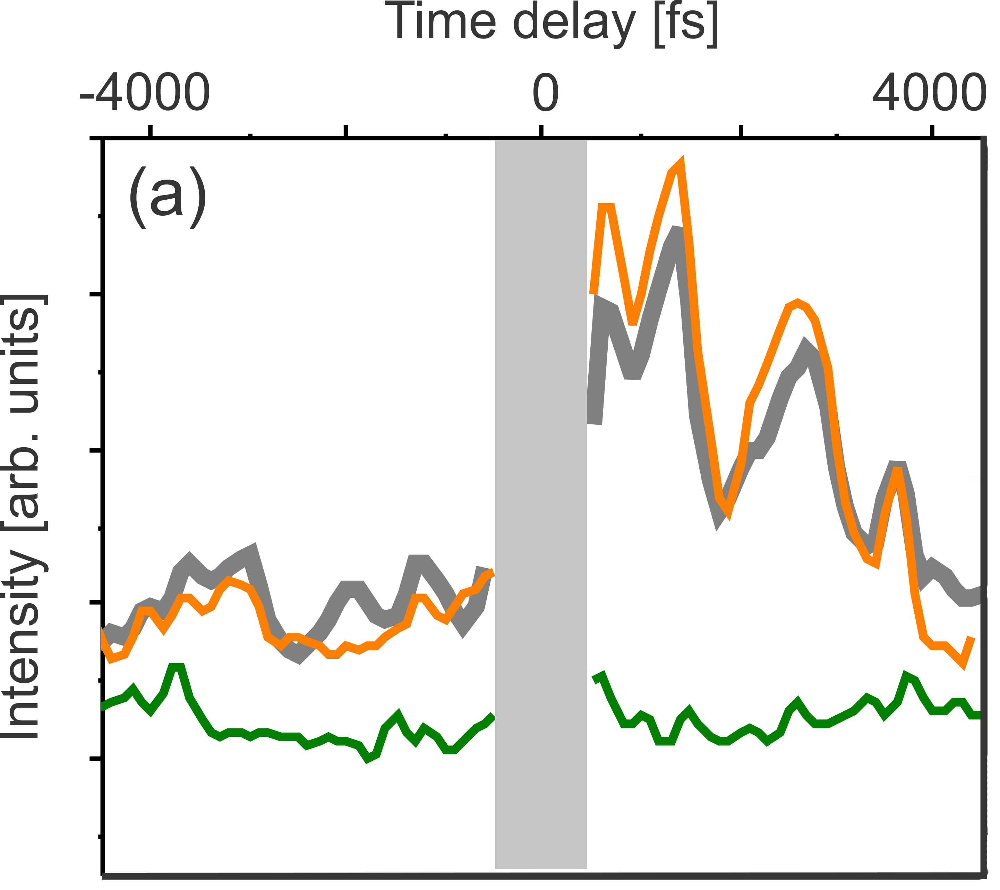 Time delay [fs]
-4000 0 4000
(a)
Intensity [arb. units]